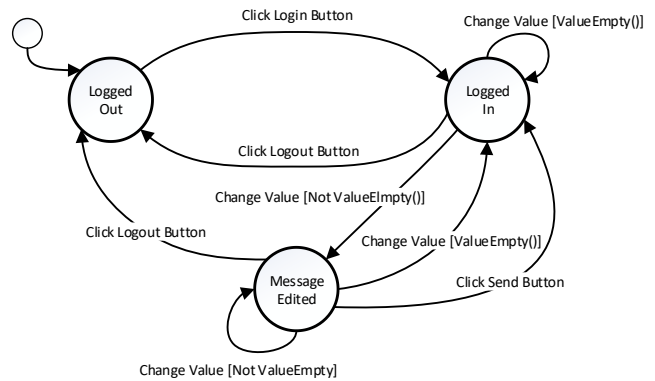 Click Login Button
Change Value [ValueEmpty()]
Logged
Out
Logged
In
Click Logout Button
Change Value [Not ValueEmpty()]
Click Logout Button
Change Value [ValueEmpty()]
Message
Edited
Click Send Button
Change Value [Not ValueEmpty]